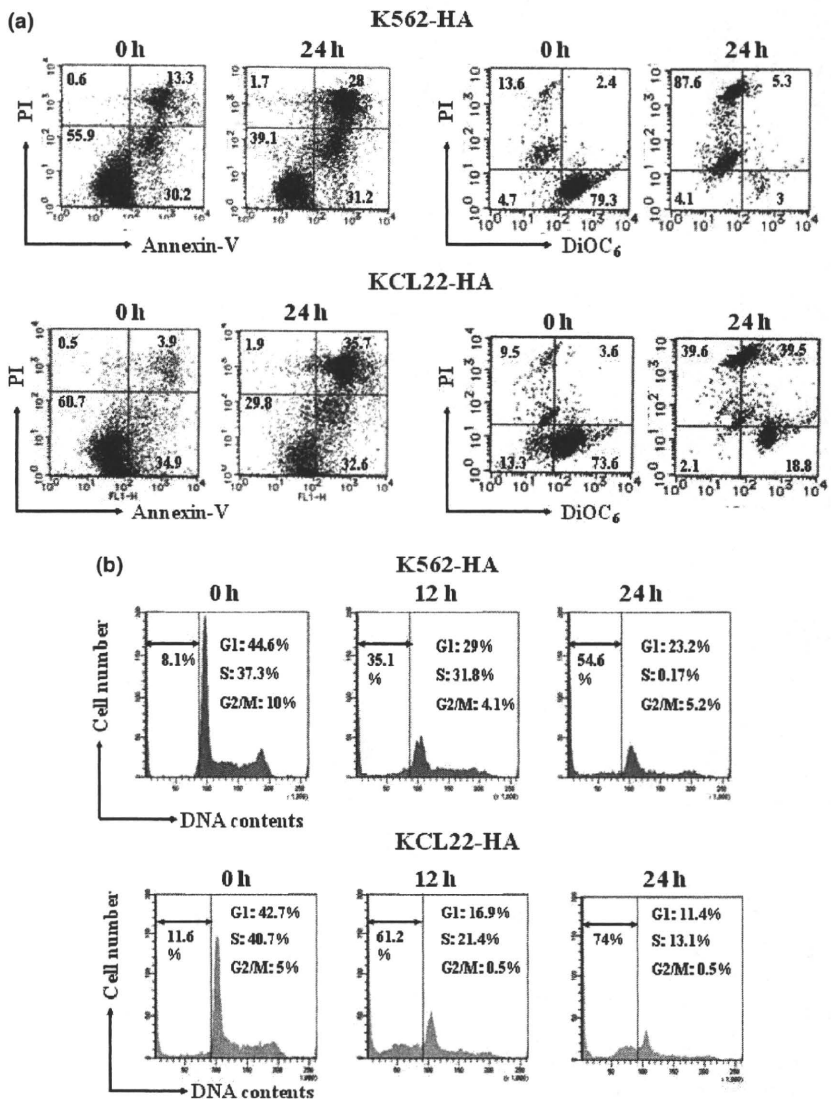 (a)
K562-HA
0 h
24 h
0 h
24 h
0.6
13.3
55.9
30.2
1.7
28
39.1
31.2
13.6
2.4
4.7
79.3
87.6
5.3
4.1
3
PI
Annexin-V
PI
DiOC6
KCL22-HA
0 h
24 h
0 h
24 h
0.5
3.9
60.7
34.9
FL1-H
1.9
35.7
29.8
32.6
FL1-H
9.5
3.6
13.3
73.6
39.6
39.5
2.1
18.8
PI
Annexin-V
PI
DiOC6
(b)
K562-HA
0 h
12 h
24 h
8.1%
G1: 44.6%
S: 37.3%
G2/M: 10%
35.1
%
G1: 29%
S: 31.8%
G2/M: 4.1%
54.6
%
G1: 23.2%
S: 0.17%
G2/M: 5.2%
Cell number
DNA contents
KCL22-HA
0 h
12 h
24 h
11.6
%
G1: 42.7%
S: 40.7%
G2/M: 5%
61.2
%
G1: 16.9%
S: 21.4%
G2/M: 0.5%
74%
G1: 11.4%
S: 13.1%
G2/M: 0.5%
Cell number
DNA contents